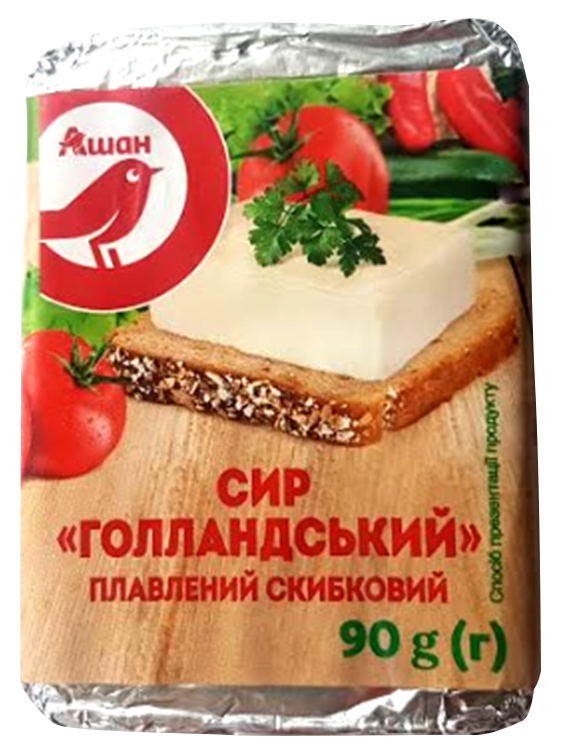 Ашан
СИР
«ГОЛЛАНДСЬКИЙ»
ПЛАВЛЕНИЙ СКИБКОВИЙ
90 g (г)
Спосіб презентації продукту